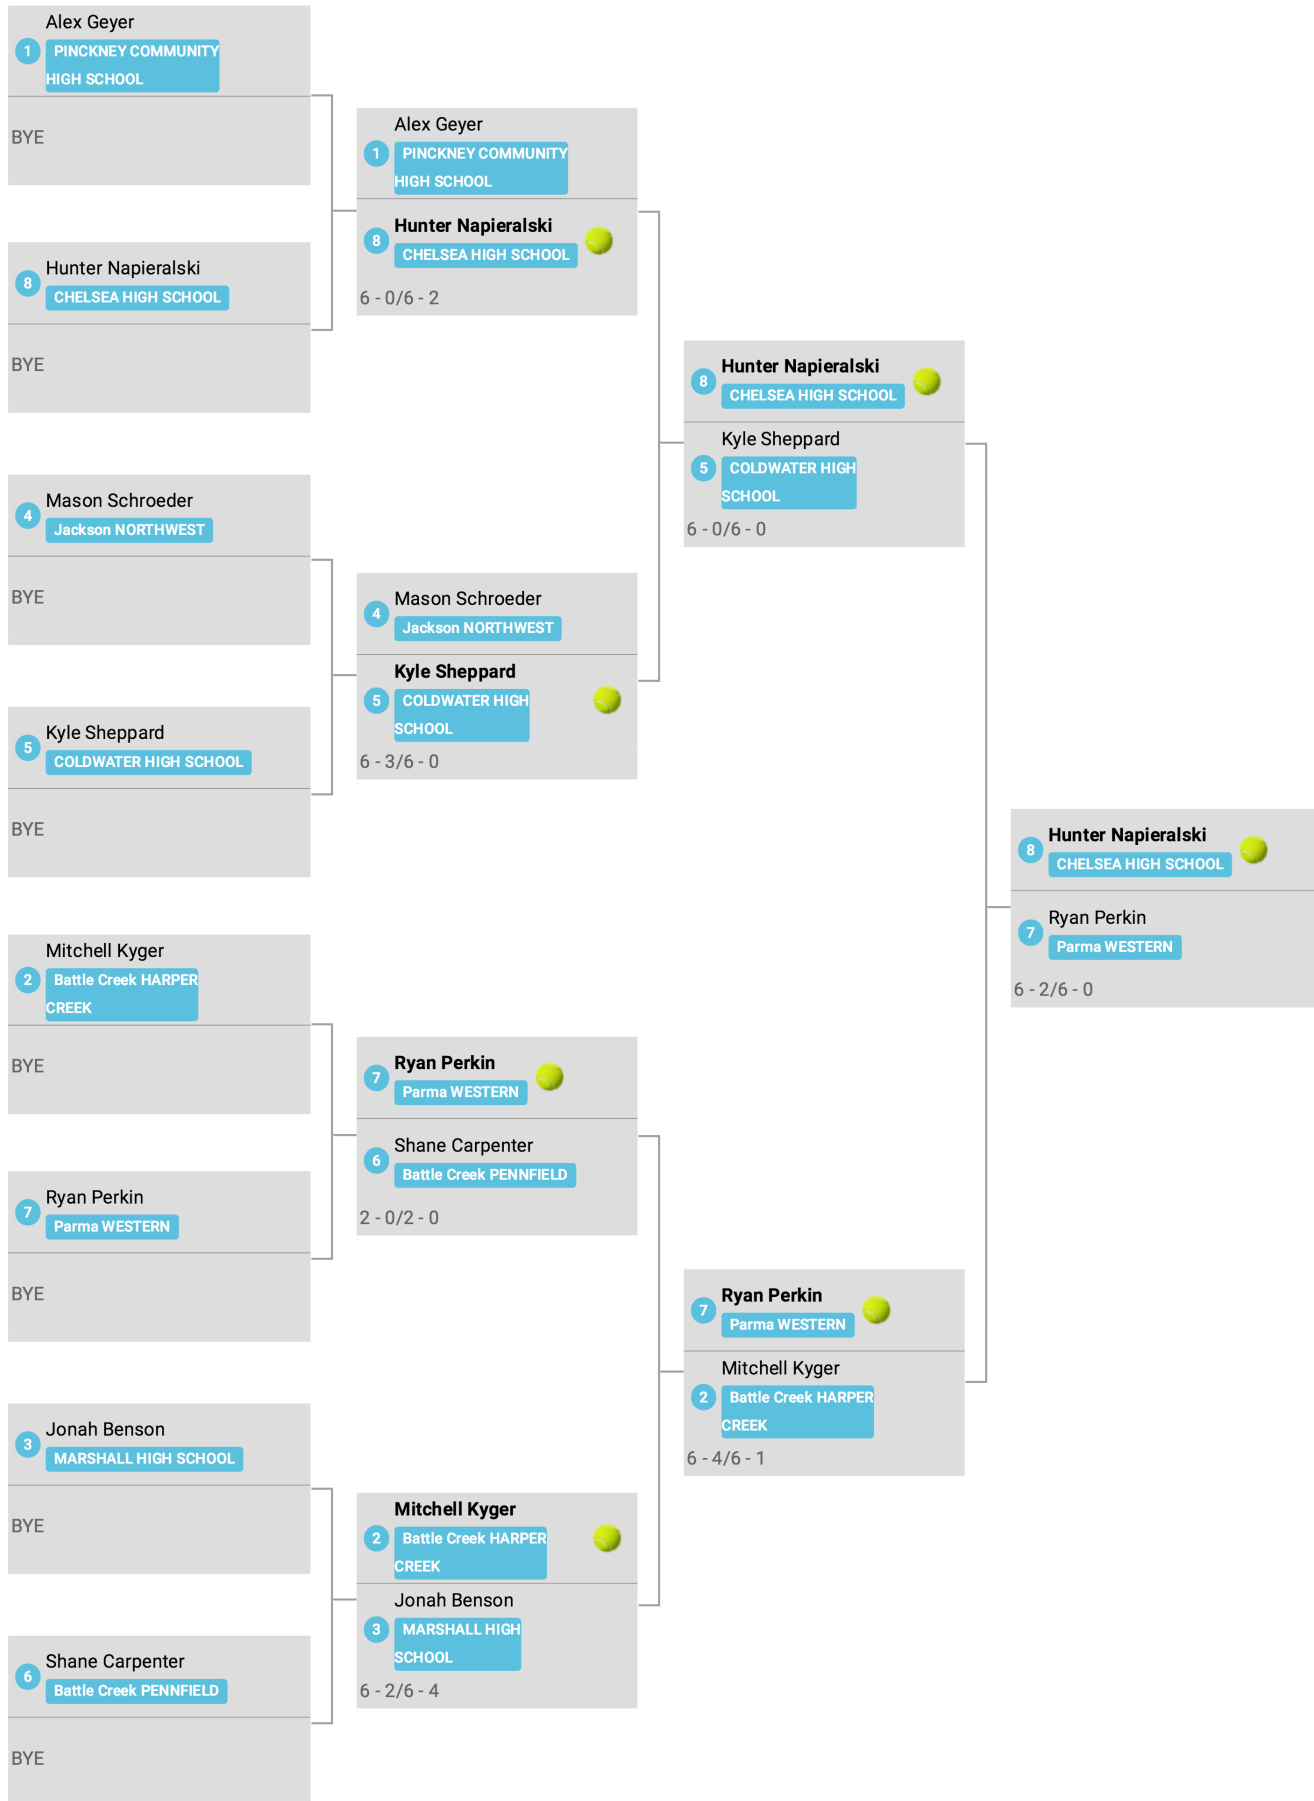 Alex Geyer
1 PINCKNEY COMMUNITY
HIGH SCHOOL
BYE
8 Hunter Napieralski
CHELSEA HIGH SCHOOL
BYE
4 Mason Schroeder
Jackson NORTHWEST
BYE
5 Kyle Sheppard
COLDWATER HIGH SCHOOL
BYE
Mitchell Kyger
2 Battle Creek HARPER
CREEK
BYE
7 Ryan Perkin
Parma WESTERN
BYE
3 Jonah Benson
MARSHALL HIGH SCHOOL
BYE
6 Shane Carpenter
Battle Creek PENNFIELD
BYE
Alex Geyer
1 PINCKNEY COMMUNITY
HIGH SCHOOL
8 Hunter Napieralski
CHELSEA HIGH SCHOOL
6 - 0/6 - 2
4 Mason Schroeder
Jackson NORTHWEST
Kyle Sheppard
5 COLDWATER HIGH
SCHOOL
6 - 3/6 - 0
7 Ryan Perkin
Parma WESTERN
6 Shane Carpenter
Battle Creek PENNFIELD
2 - 0/2 - 0
Mitchell Kyger
2 Battle Creek HARPER
CREEK
Jonah Benson
3 MARSHALL HIGH
SCHOOL
6 - 2/6 - 4
8 Hunter Napieralski
CHELSEA HIGH SCHOOL
Kyle Sheppard
5 COLDWATER HIGH
SCHOOL
6 - 0/6 - 0
7 Ryan Perkin
Parma WESTERN
Mitchell Kyger
2 Battle Creek HARPER
CREEK
6 - 4/6 - 1
8 Hunter Napieralski
CHELSEA HIGH SCHOOL
7 Ryan Perkin
Parma WESTERN
6 - 2/6 - 0